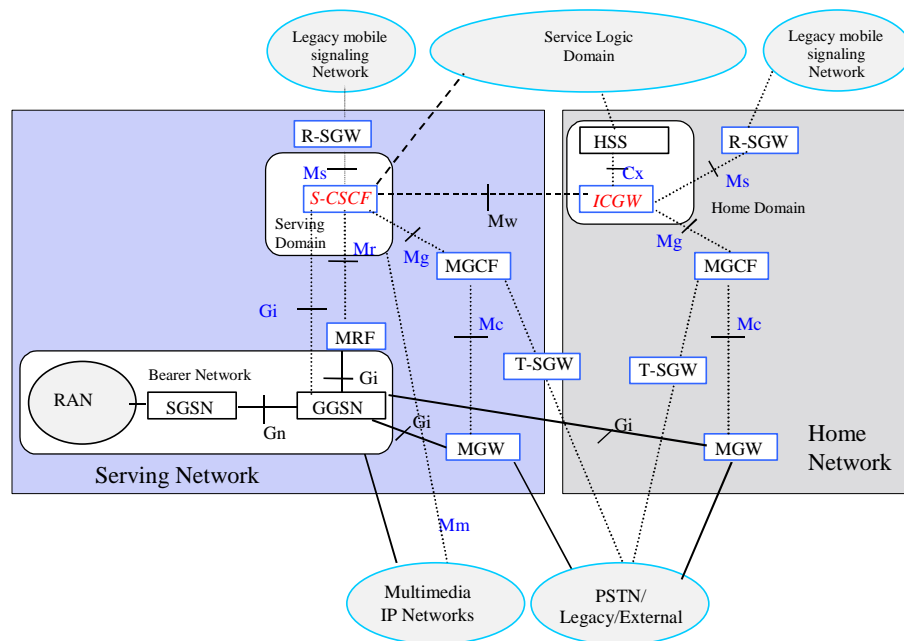 Legacy mobile
signaling
Network
Service Logic
Domain
Legacy mobile
signaling
Network
R-SGW
HSS
R-SGW
Ms
Cx
Ms
S-CSCF
ICGW
Mw
Home Domain
Serving
Domain
Mr
Mg
Mg
MGCF
MGCF
Gi
Mc
Mc
MRF
T-SGW
T-SGW
Bearer Network
Gi
RAN
SGSN
GGSN
Gn
Gi
Gi
MGW
MGW
Home
Network
Serving Network
Mm
Multimedia
IP Networks
PSTN/
Legacy/External